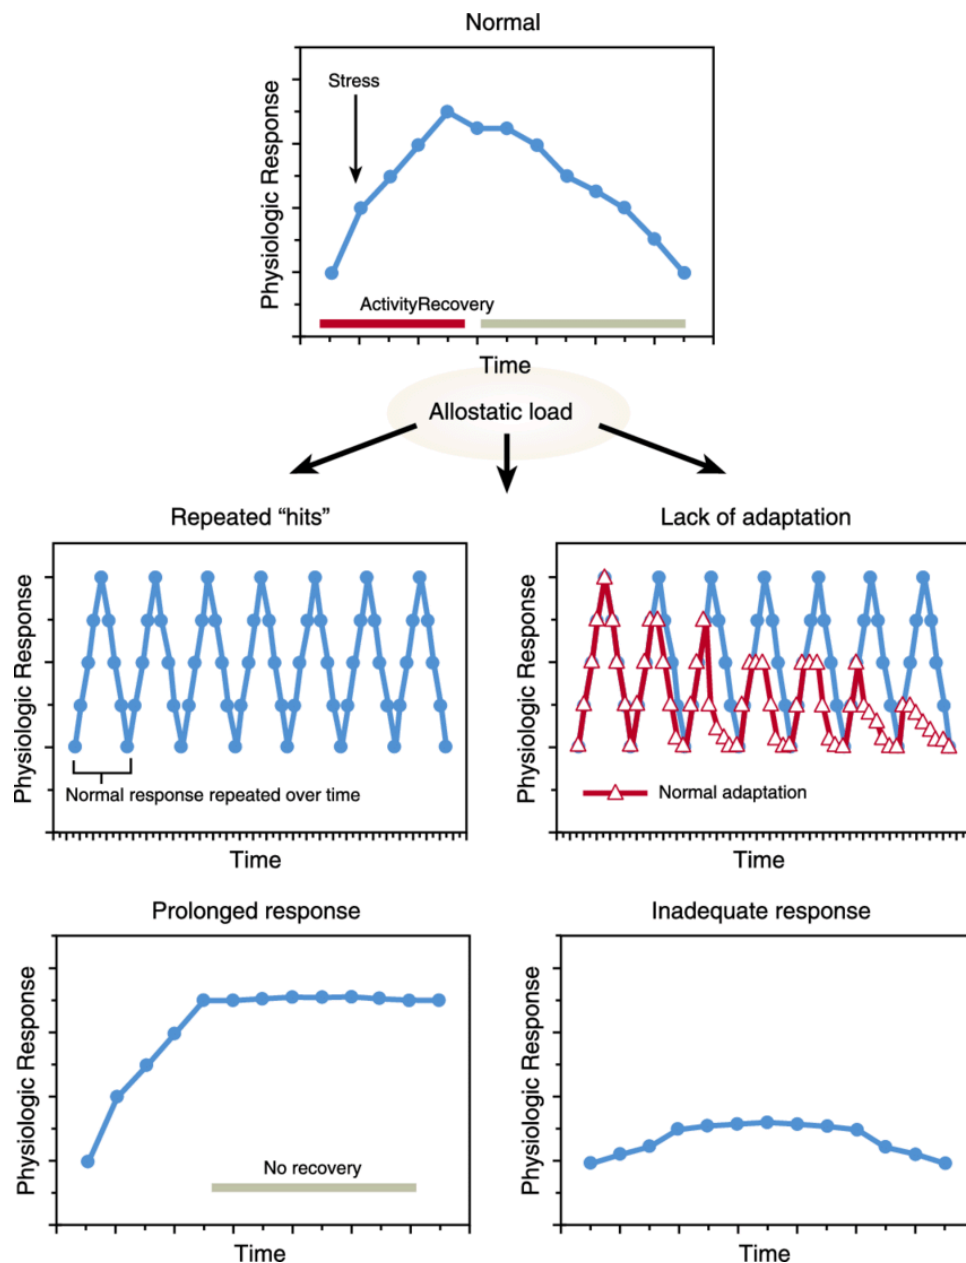 Normal
Stress
Physiologic Response
ActivityRecovery
Time
Allostatic load
Repeated “hits”
Physiologic Response
Normal response repeated over time
Time
Lack of adaptation
Physiologic Response
Normal adaptation
Time
Prolonged response
Physiologic Response
No recovery
Time
Inadequate response
Physiologic Response
Time